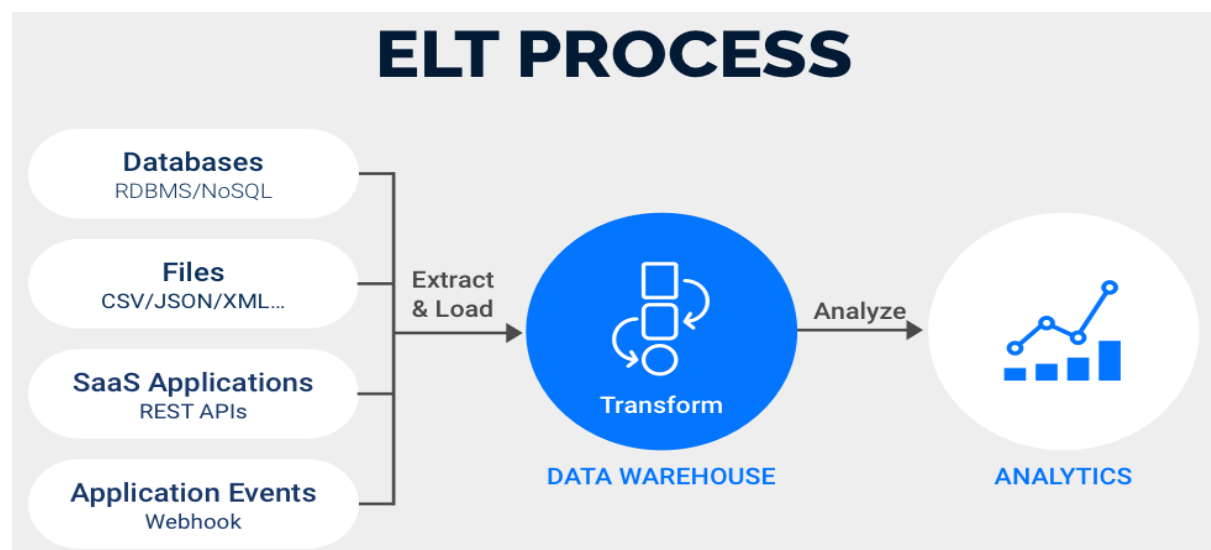 ELT PROCESS
Databases
RDBMS/NoSQL
Files
CSV/JSON/XML...
SaaS Applications
REST APIs
Application Events
Webhook
Extract
& Load
Transform
DATA WAREHOUSE
Analyze
ANALYTICS